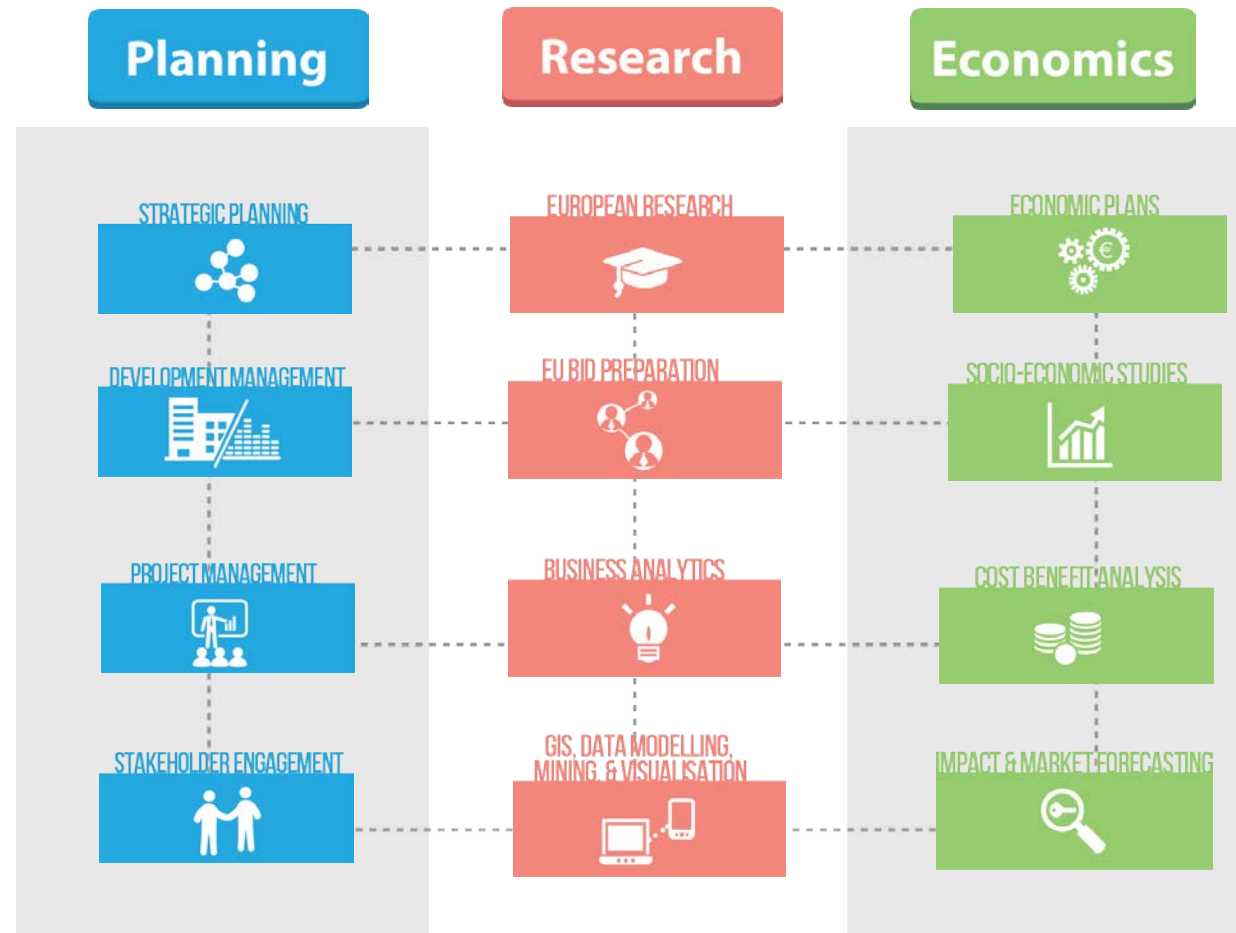 Planning
Research
Economics
STRATEGIC PLANNING
EUROPEAN RESEARCH
ECONOMIC PLANS
€
DEVELOPMENT MANAGEMENT
EU BID PREPARATION
SOCIO-ECONOMIC STUDIES
PROJECT MANAGEMENT
BUSINESS ANALYTICS
COST BENEFIT ANALYSIS
STAKEHOLDER ENGAGEMENT
GIS, DATA MODELLING,
MINING, & VISUALISATION
IMPACT & MARKET FORECASTING